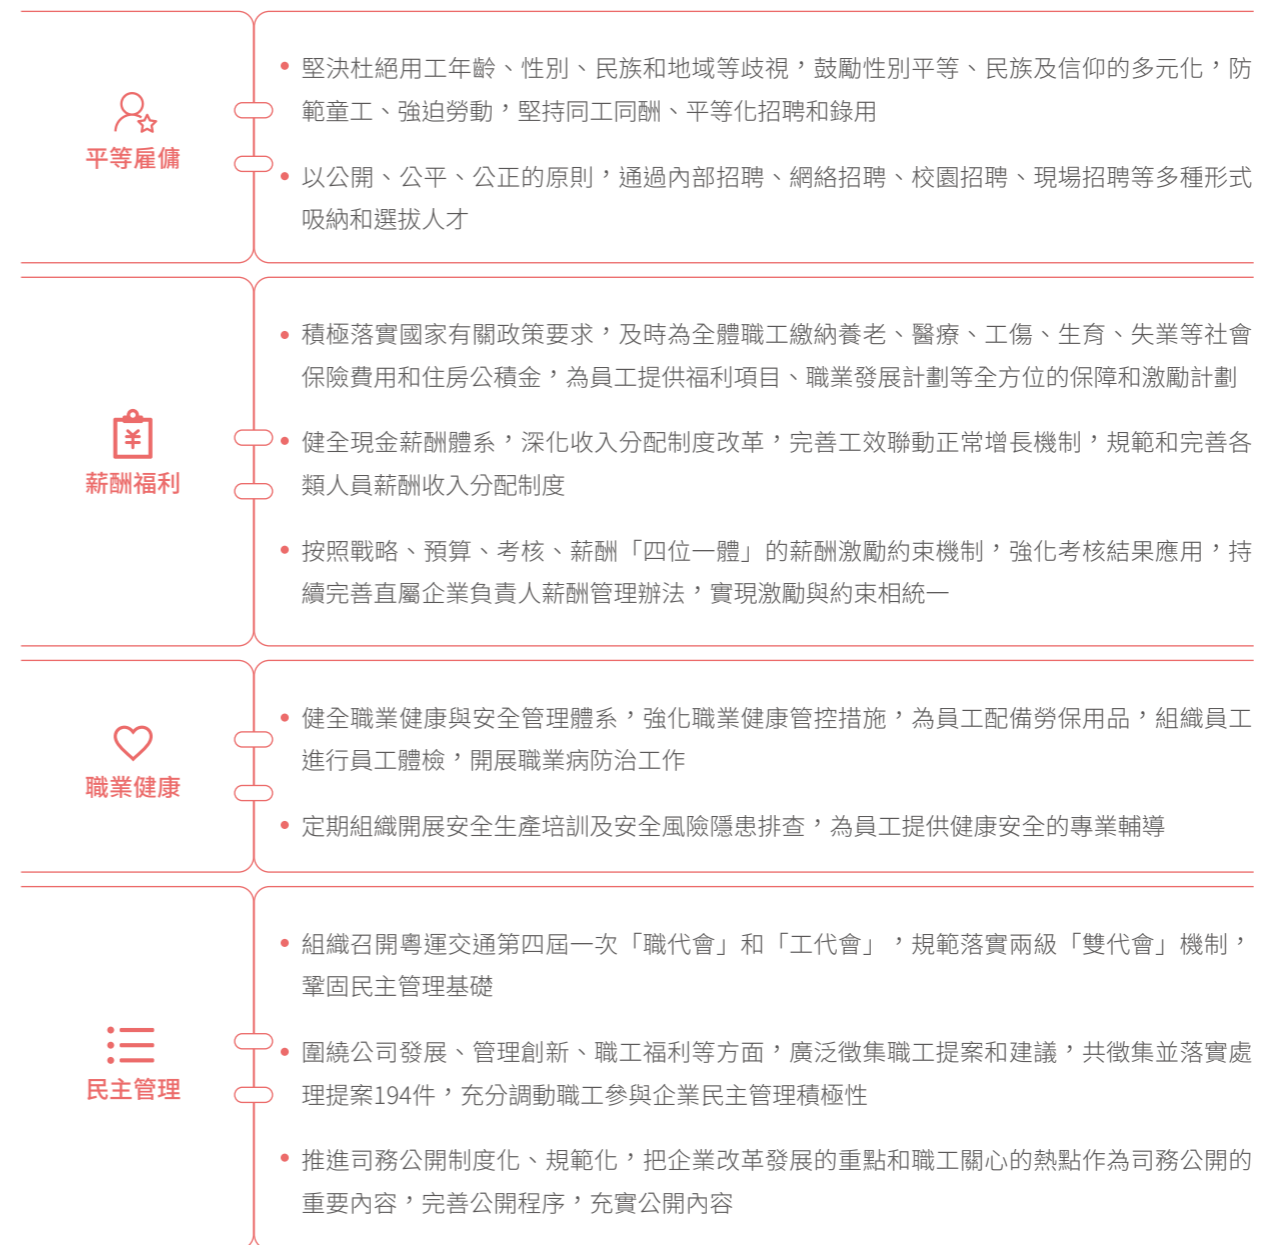 平等雇傭
• 堅決杜絕用工年齡、性別、民族和地域等歧視，鼓勵性別平等、民族及信仰的多元化，防
範童工、強迫勞動，堅持同工同酬、平等化招聘和錄用
• 以公開、公平、公正的原則，通過內部招聘、網絡招聘、校園招聘、現場招聘等多種形式
吸納和選拔人才
薪酬福利
• 積極落實國家有關政策要求，及時為全體職工繳納養老、醫療、工傷、生育、失業等社會
保險費用和住房公積金，為員工提供福利項目、職業發展計劃等全方位的保障和激勵計劃
• 健全現金薪酬體系，深化收入分配制度改革，完善工效聯動正常增長機制，規範和完善各
類人員薪酬收入分配制度
• 按照戰略、預算、考核、薪酬「四位一體」的薪酬激勵約束機制，強化考核結果應用，持
續完善直屬企業負責人薪酬管理辦法，實現激勵與約束相統一
職業健康
• 健全職業健康與安全管理體系，強化職業健康管控措施，為員工配備勞保用品，組織員工
進行員工體檢，開展職業病防治工作
• 定期組織開展安全生產培訓及安全風險隱患排查，為員工提供健康安全的專業輔導
民主管理
• 組織召開粵運交通第四屆一次「職代會」和「工代會」，規範落實兩級「雙代會」機制，
鞏固民主管理基礎
• 圍繞公司發展、管理創新、職工福利等方面，廣泛徵集職工提案和建議，共徵集並落實處
理提案194件，充分調動職工參與企業民主管理積極性
• 推進司務公開制度化、規範化，把企業改革發展的重點和職工關心的熱點作為司務公開的
重要內容，完善公開程序，充實公開內容